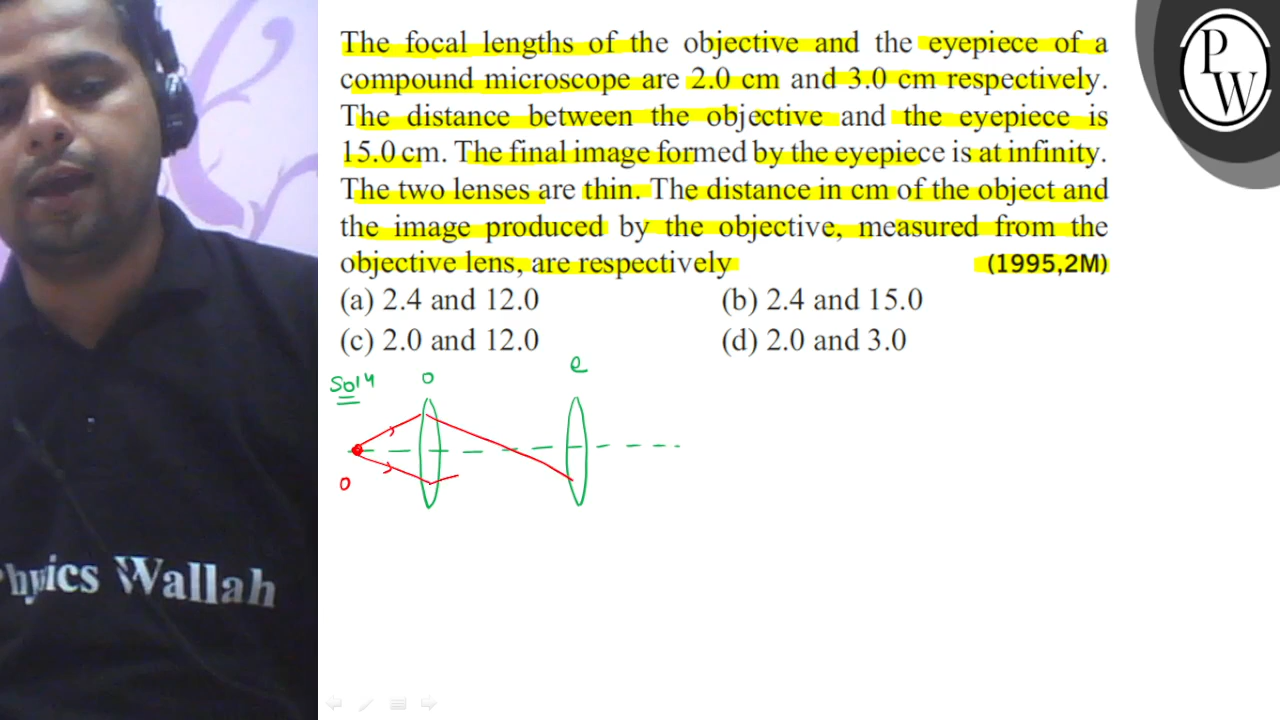 The focal lengths of the objective and the eyepiece of a
compound microscope are 2.0 cm and 3.0 cm respectively.
The distance between the objective and the eyepiece is
15.0 cm. The final image formed by the eyepiece is at infinity.
The two lenses are thin. The distance in cm of the object and
the image produced by the objective, measured from the
objective lens, are respectively (1995,2M)
(a) 2.4 and 12.0 (b) 2.4 and 15.0
(c) 2.0 and 12.0 (d) 2.0 and 3.0
Soln o e
o
P
W
Physics Wallah